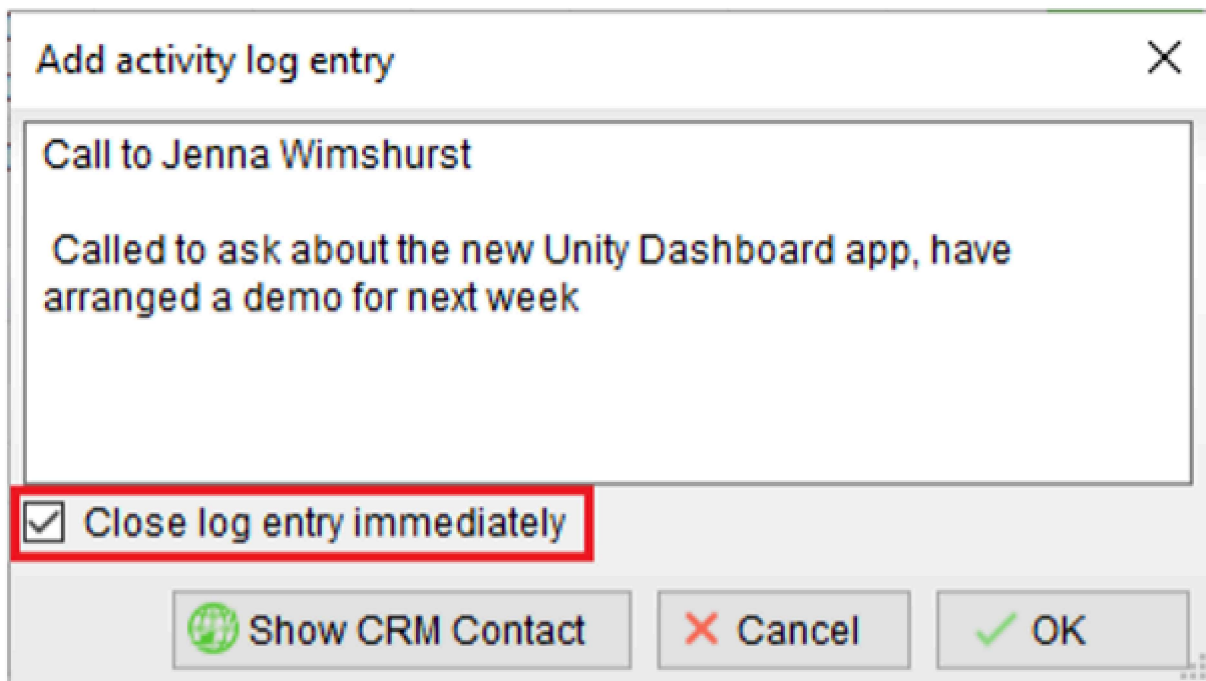 Add activity log entry
Call to Jenna Wimshurst
Called to ask about the new Unity Dashboard app, have
arranged a demo for next week
Close log entry immediately
Show CRM Contact
Cancel
OK